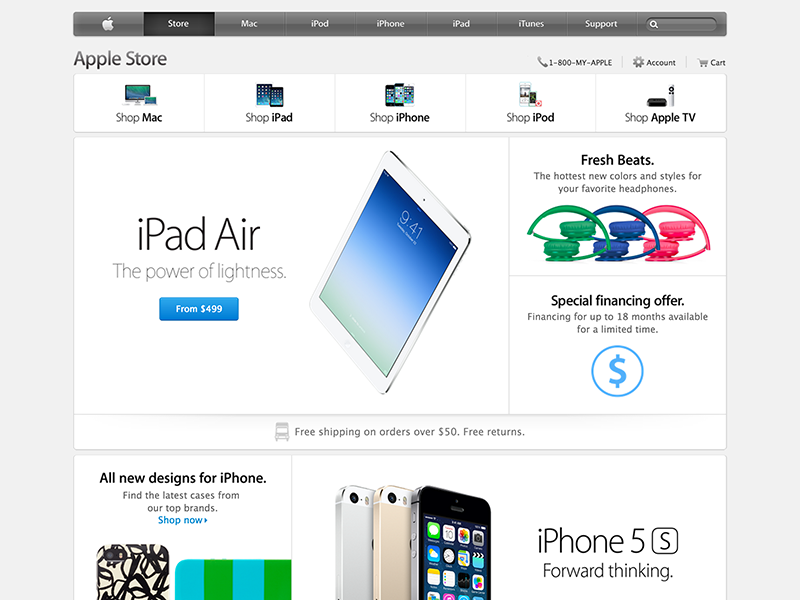 Store Mac iPod iPhone iPad iTunes Support
Apple Store
1-800-MY-APPLE Account Cart
Shop Mac Shop iPad Shop iPhone Shop iPod Shop Apple TV
iPad Air
The power of lightness.
From $499
9:41
Fresh Beats.
The hottest new colors and styles for
your favorite headphones.
Special financing offer.
Financing for up to 18 months available
for a limited time.
$
Free shipping on orders over $50. Free returns.
All new designs for iPhone.
Find the latest cases from
our top brands.
Shop now
iPhone 5 S
Forward thinking.